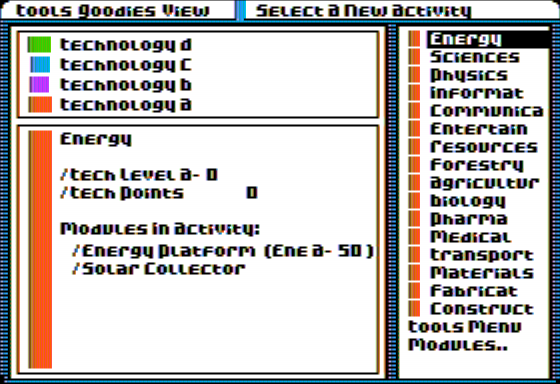 tools Goodies View
Select a New Activity
technology d
technology C
technology b
technology a
Energy
/tech Level a- 0
/tech points 0
Modules in activity:
/Energy platform (Ene a- 50)
/Solar Collector
Energy
Sciences
physics
informat
Communica
Entertain
resources
forestry
agricultur
biology
pharma
Medical
transport
Materials
fabricat
Construct
tools Menu
Modules..